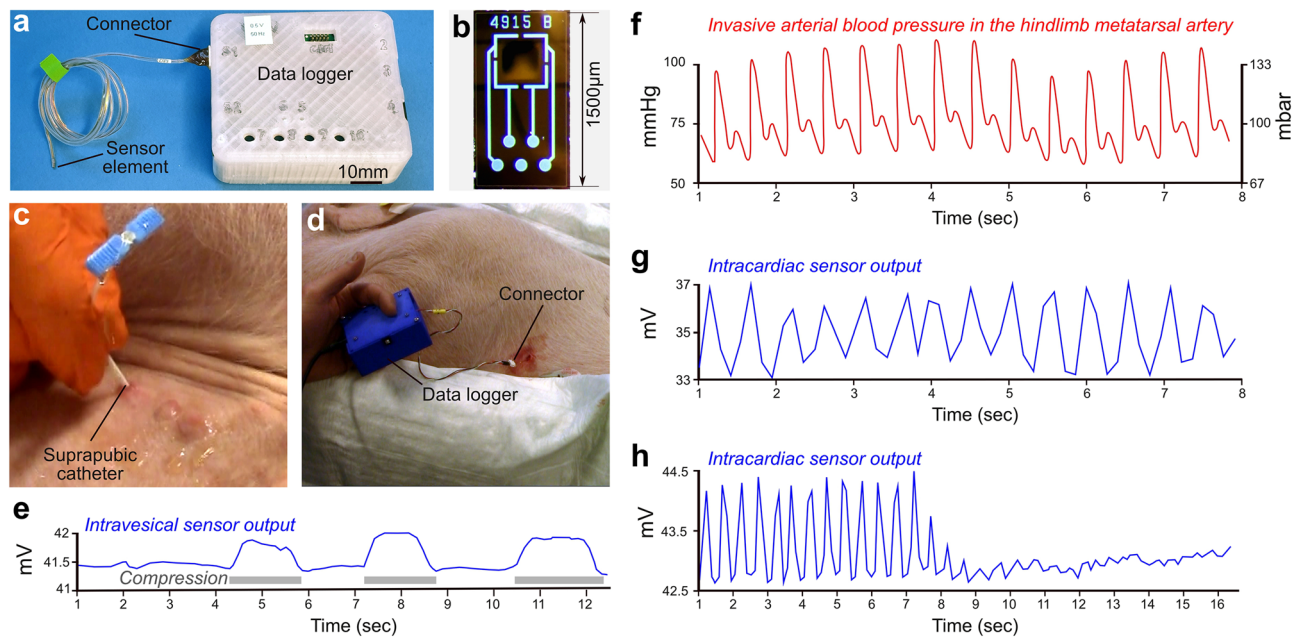 a
Connector
0.5 V
50 Hz
Data logger
Sensor
element
10mm
b
4915 B
1500µm
c
Suprapubic
catheter
d
Connector
Data logger
e
Intravesical sensor output
mV
42
41.5
41
Compression
1 2 3 4 5 6 7 8 9 10 11 12
Time (sec)
f
Invasive arterial blood pressure in the hindlimb metatarsal artery
mmHg
100
75
50
133
100
67
mbar
1 2 3 4 5 6 7 8
Time (sec)
g
Intracardiac sensor output
mV
37
35
33
1 2 3 4 5 6 7 8
Time (sec)
h
Intracardiac sensor output
mV
44.5
43.5
42.5
1 2 3 4 5 6 7 8 9 10 11 12 13 14 15 16
Time (sec)